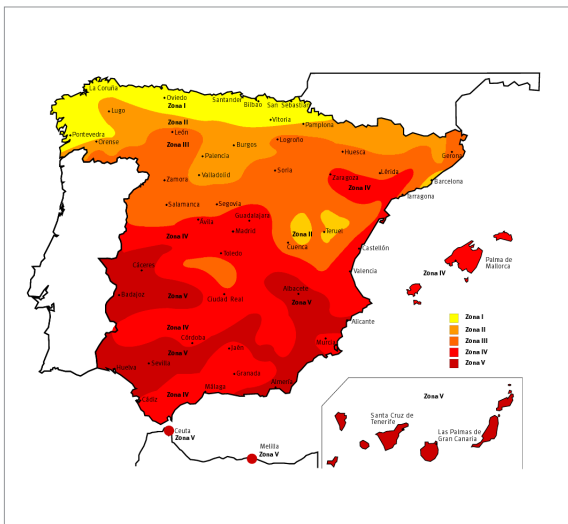 La Coruña
Oviedo
Zona I
Santander
Bilbao
San Sebastian
Lugo
Zona II
Vitoria
Pamplona
Pontevedra
Orense
León
Zona III
Burgos
Logroño
Huesca
Gerona
Palencia
Valladolid
Soria
Zaragoza
Lérida
Zona IV
Barcelona
Tarragona
Zamora
Salamanca
Segovia
Ávila
Guadalajara
Zona IV
Madrid
Zona II
Teruel
Cuenca
Toledo
Castellón
Palma de
Mallorca
Zona IV
Cáceres
Valencia
Badajoz
Zona V
Ciudad Real
Albacete
Zona V
Alicante
Zona IV
Córdoba
Zona V
Jaén
Murcia
Huelva
Sevilla
Granada
Málaga
Almería
Zona IV
Cádiz
Ceuta
Zona V
Melilla
Zona V
Zona I
Zona II
Zona III
Zona IV
Zona V
Zona V
Santa Cruz de
Tenerife
Las Palmas de
Gran Canaria